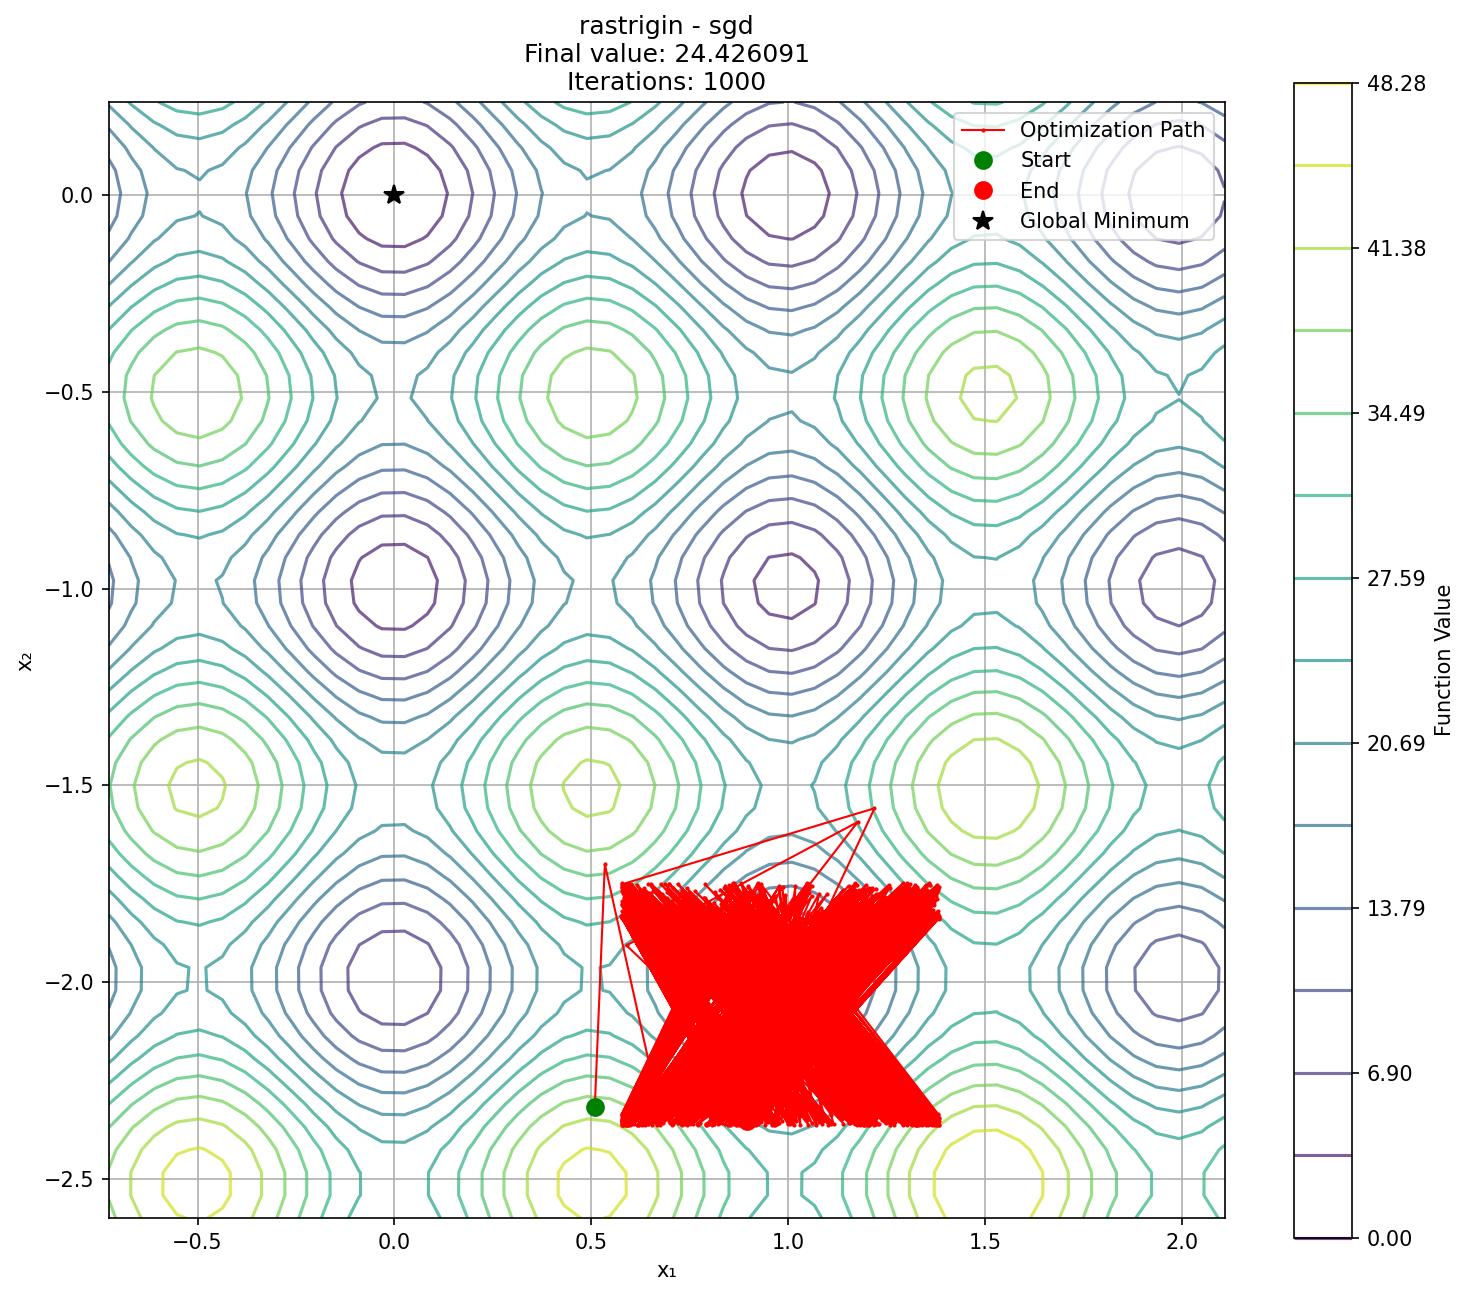 rastrigin - sgd
Final value: 24.426091
Iterations: 1000
Optimization Path
Start
End
Global Minimum
0.0
−0.5
−1.0
−1.5
−2.0
−2.5
x₂
−0.5
0.0
0.5
1.0
1.5
2.0
x₁
48.28
41.38
34.49
27.59
20.69
13.79
6.90
0.00
Function Value